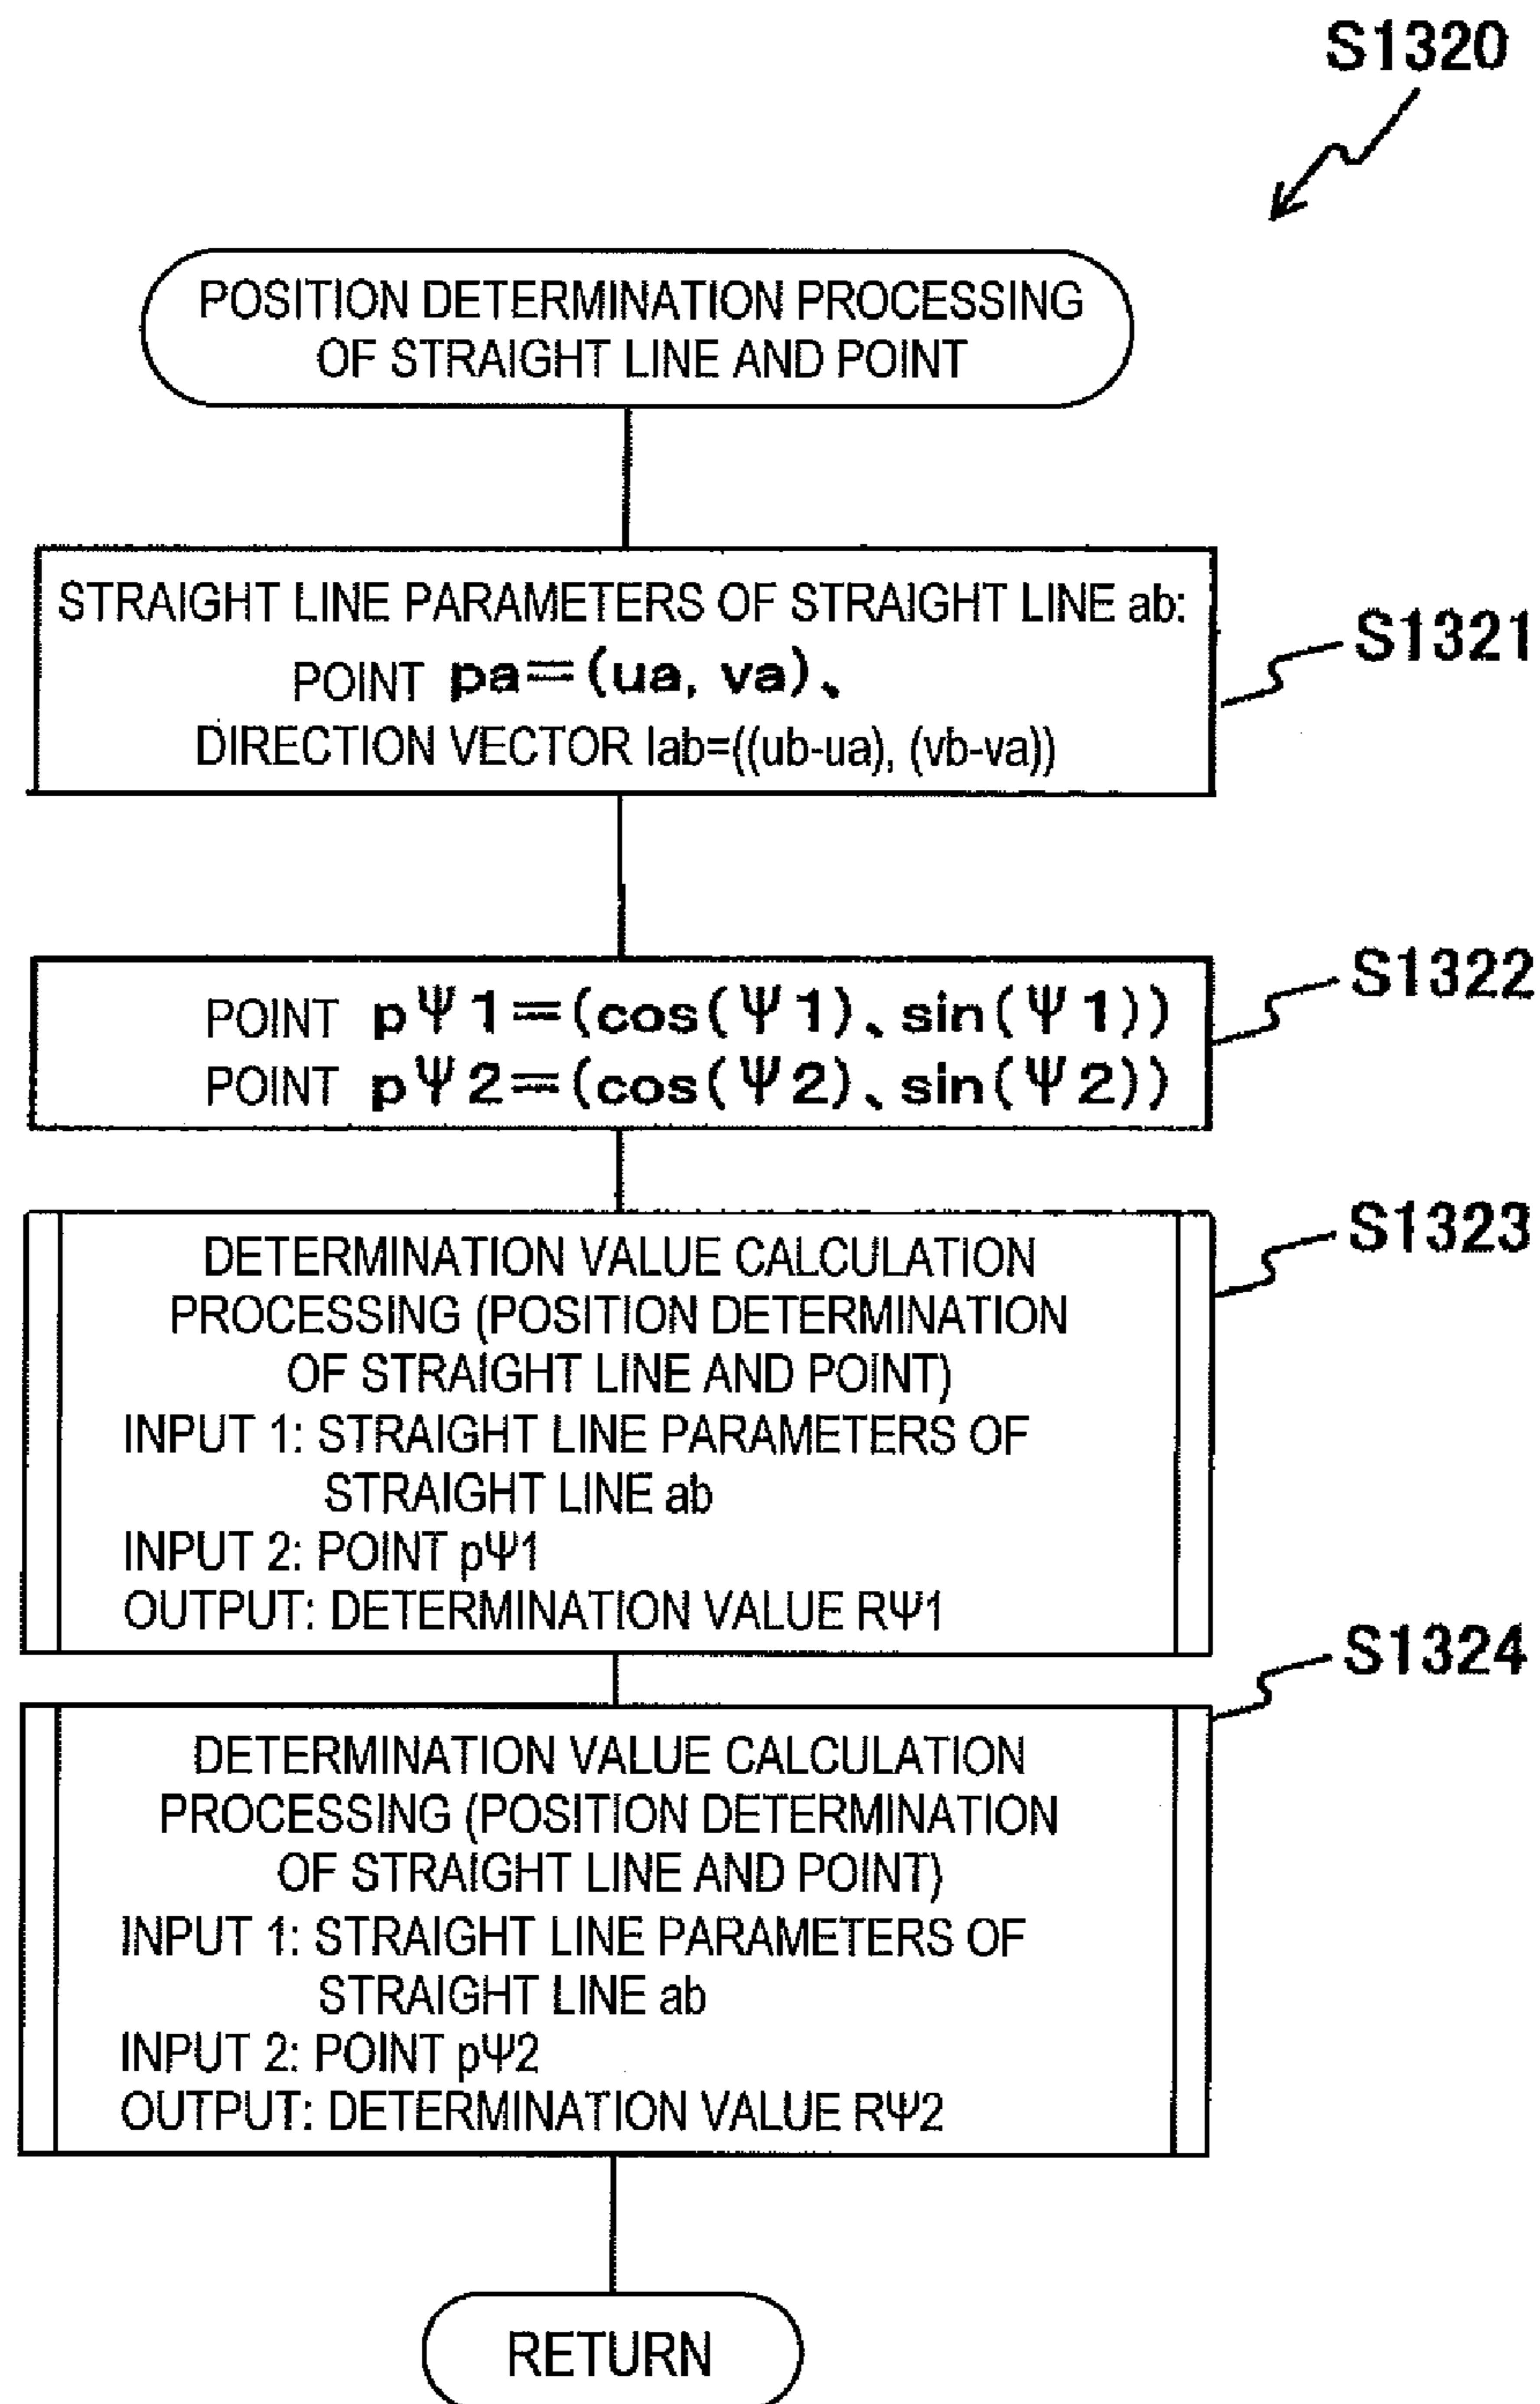 S1320
POSITION DETERMINATION PROCESSING
OF STRAIGHT LINE AND POINT
STRAIGHT LINE PARAMETERS OF STRAIGHT LINE ab:
POINT pa=(ua, va)、
DIRECTION VECTOR lab=((ub-ua), (vb-va))
S1321
POINT pΨ1=(cos(Ψ1)、sin(Ψ1))
POINT pΨ2=(cos(Ψ2)、sin(Ψ2))
S1322
DETERMINATION VALUE CALCULATION
PROCESSING (POSITION DETERMINATION
OF STRAIGHT LINE AND POINT)
INPUT 1: STRAIGHT LINE PARAMETERS OF
STRAIGHT LINE ab
INPUT 2: POINT pΨ1
OUTPUT: DETERMINATION VALUE RΨ1
S1323
DETERMINATION VALUE CALCULATION
PROCESSING (POSITION DETERMINATION
OF STRAIGHT LINE AND POINT)
INPUT 1: STRAIGHT LINE PARAMETERS OF
STRAIGHT LINE ab
INPUT 2: POINT pΨ2
OUTPUT: DETERMINATION VALUE RΨ2
S1324
RETURN